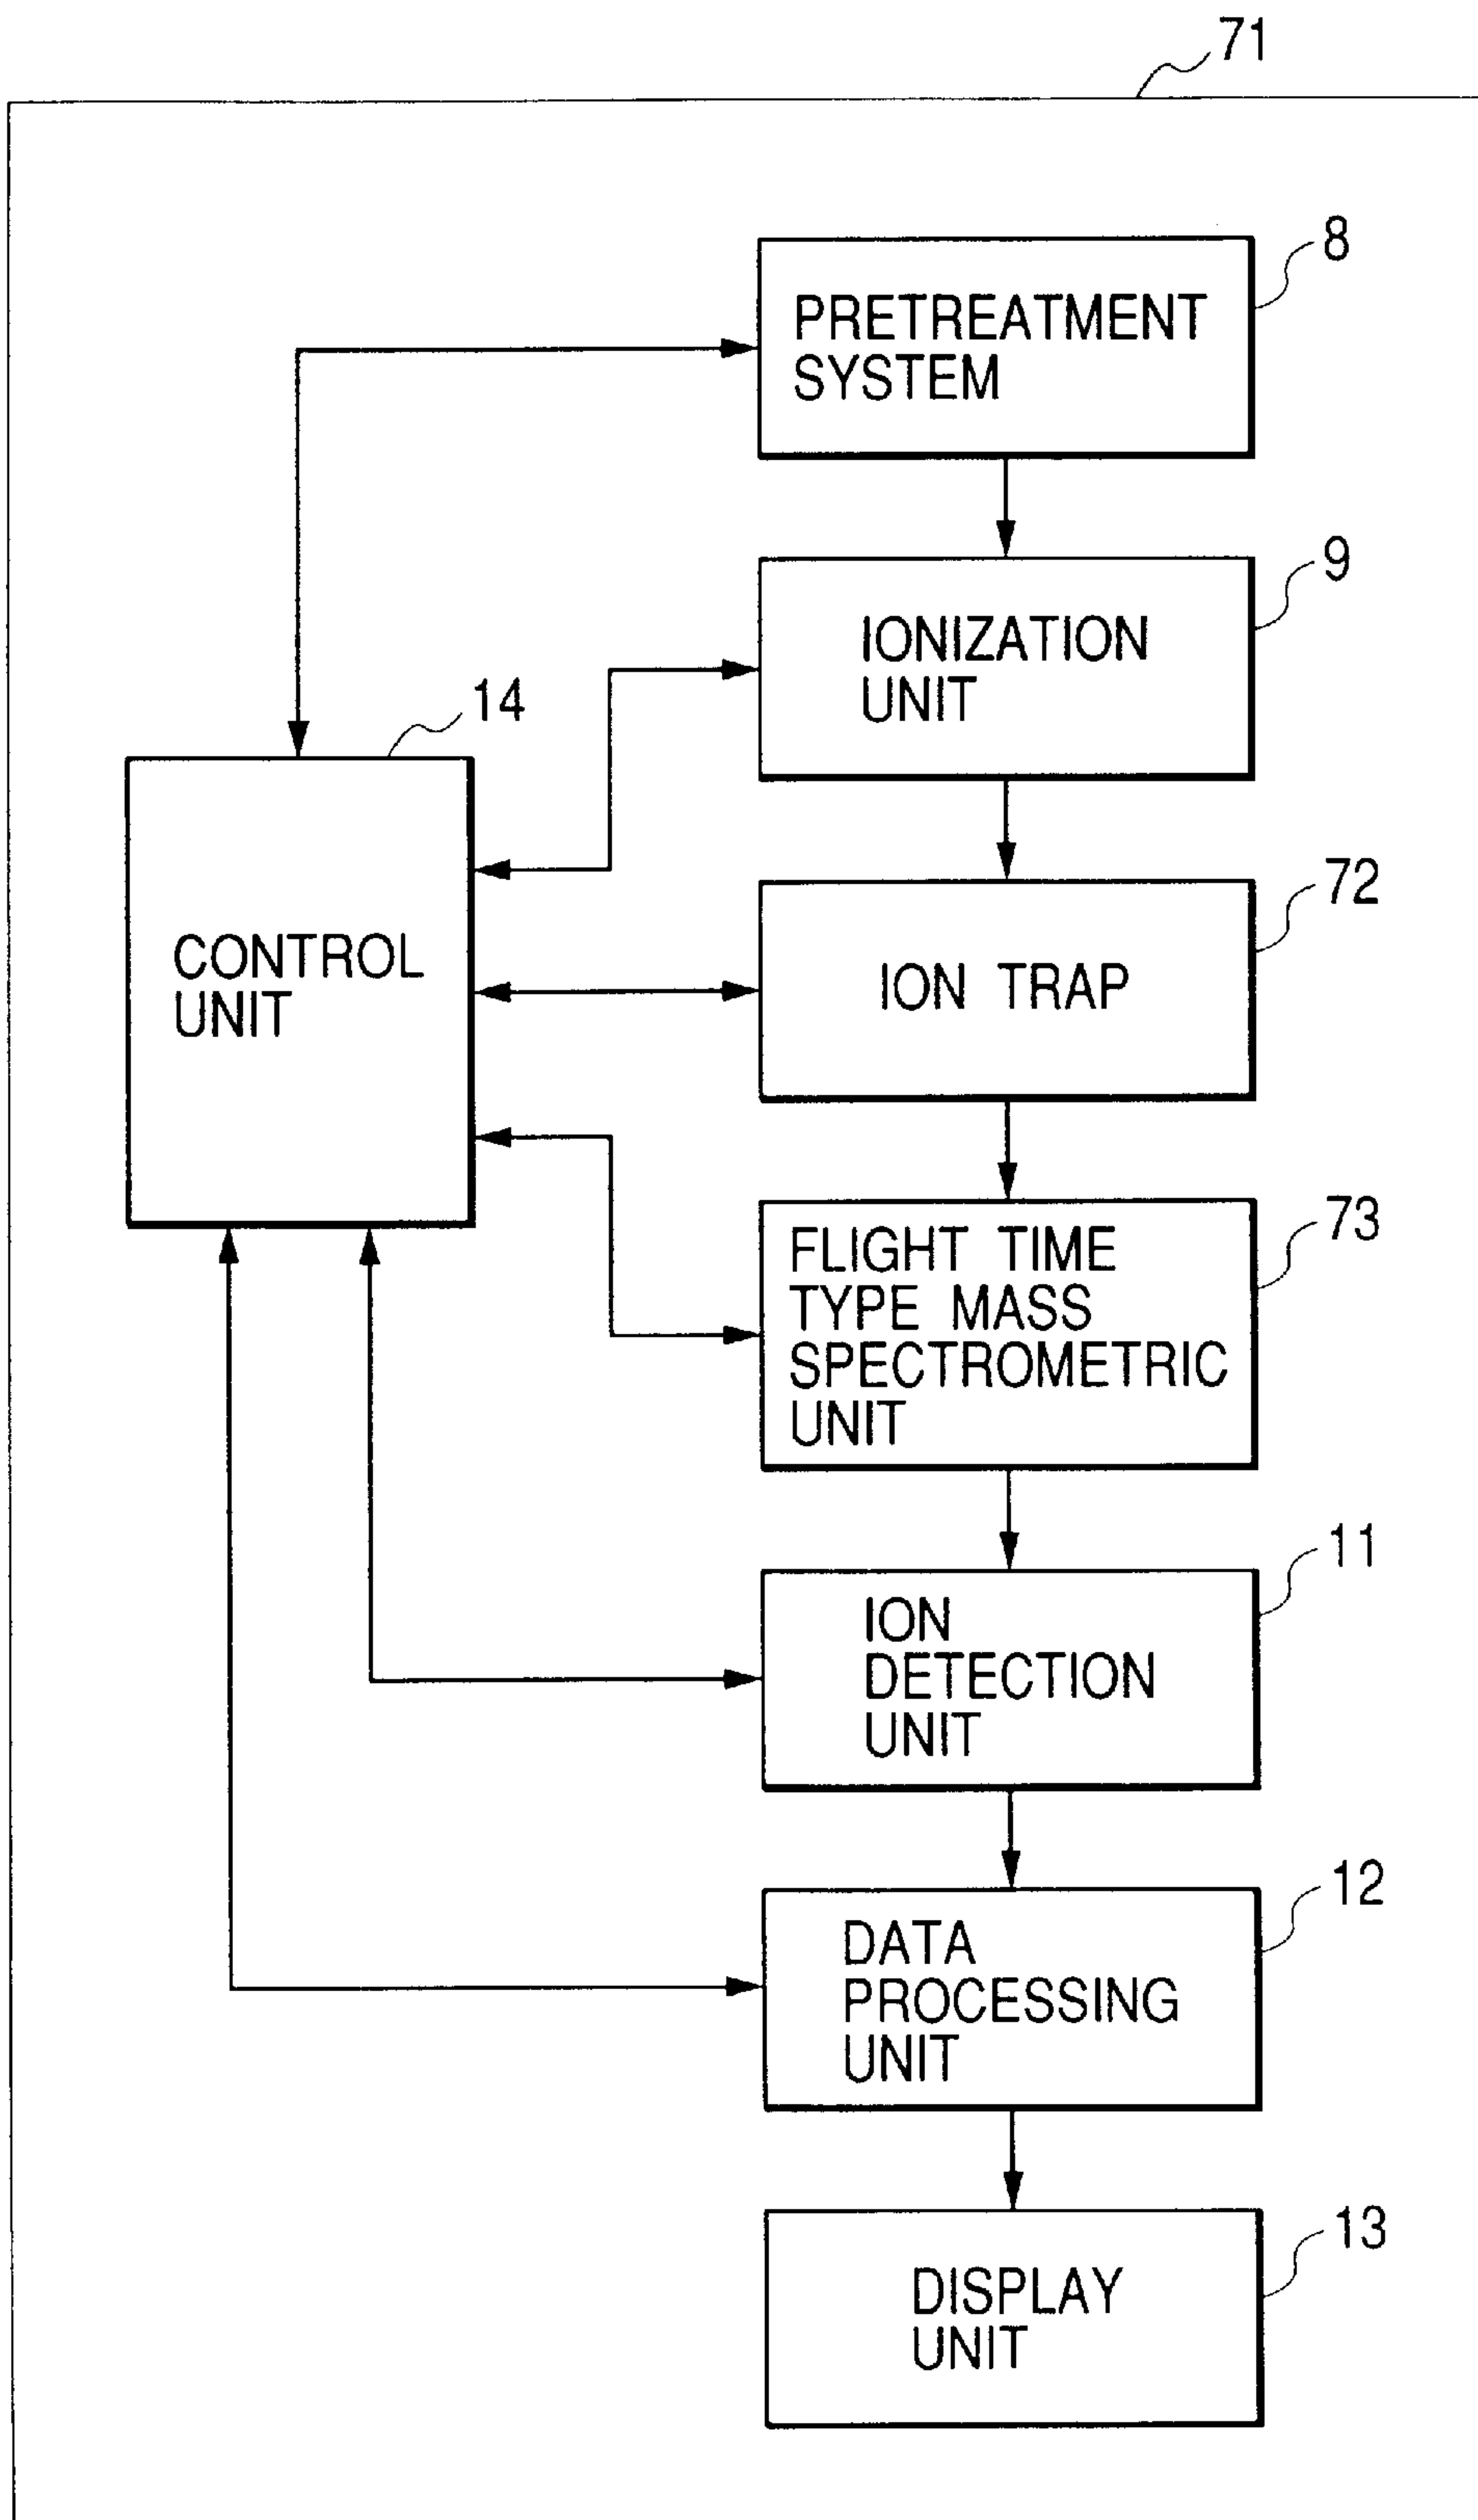 71
8
PRETREATMENT
SYSTEM
9
IONIZATION
UNIT
14
CONTROL
UNIT
72
ION TRAP
73
FLIGHT TIME
TYPE MASS
SPECTROMETRIC
UNIT
11
ION
DETECTION
UNIT
12
DATA
PROCESSING
UNIT
13
DISPLAY
UNIT